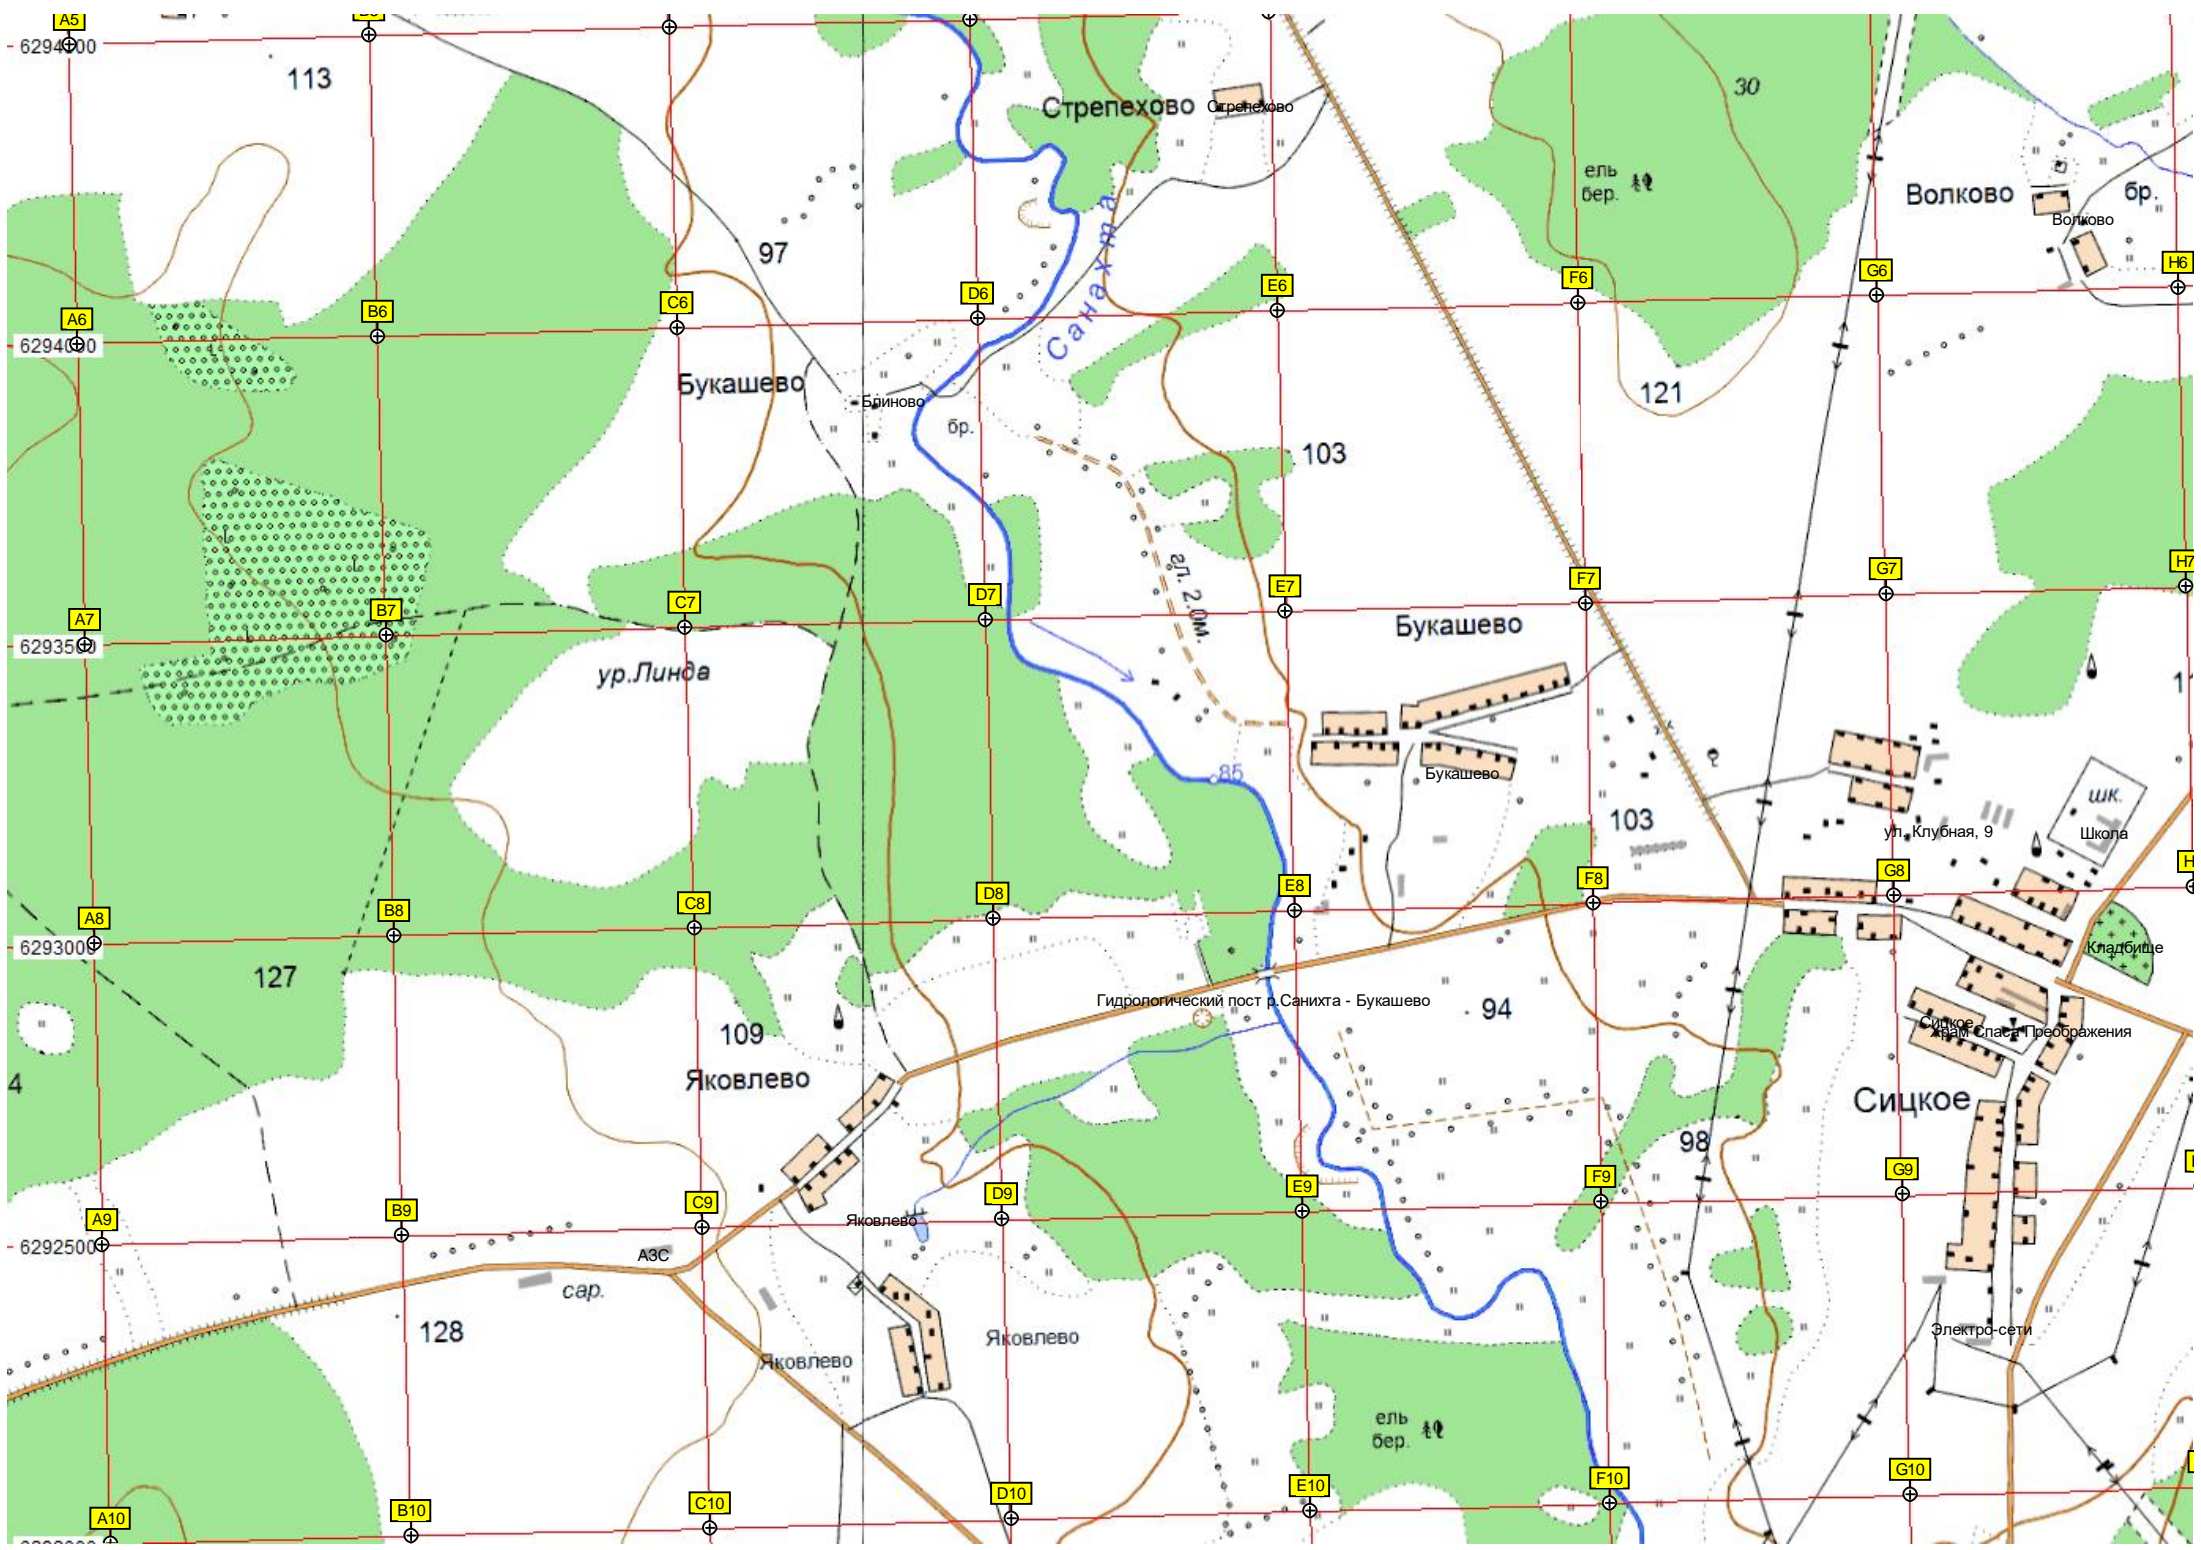 A5
6294500
113
30
Стрепехово
Стрепехово
ель
бер.
Волково
бр.
Волково
97
Санахта
A6
B6
C6
D6
E6
F6
G6
H6
6294000
Букашево
Блиново
бр.
121
103
гл. 2.0м.
A7
B7
C7
D7
E7
F7
G7
H7
6293500
ур.Линда
Букашево
85
Букашево
103
шк.
ул. Клубная, 9
Школа
A8
B8
C8
D8
E8
F8
G8
6293000
Кладбище
127
109
Гидрологический пост р.Санихта - Букашево
94
Сицкое
Храм Спаса Преображения
4
Яковлево
Сицкое
98
A9
B9
C9
D9
E9
F9
G9
6292500
Яковлево
АЗС
сар.
128
Яковлево
Яковлево
Электро-сети
ель
бер.
A10
B10
C10
D10
E10
F10
G10